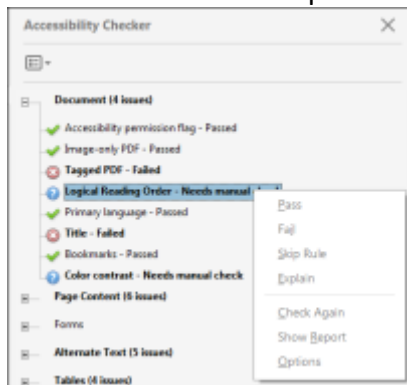 Accessibility Checker
Document (4 issues)
Accessibility permission flag - Passed
Image-only PDF - Passed
Tagged PDF - Failed
Logical Reading Order - Needs manual
Primary language - Passed
Title - Failed
Bookmarks - Passed
Color contrast - Needs manual check
Page Content (6 issues)
Forms
Alternate Text (5 issues)
Tables (4 issues)
Pass
Fail
Skip Rule
Explain
Check Again
Show Report
Options